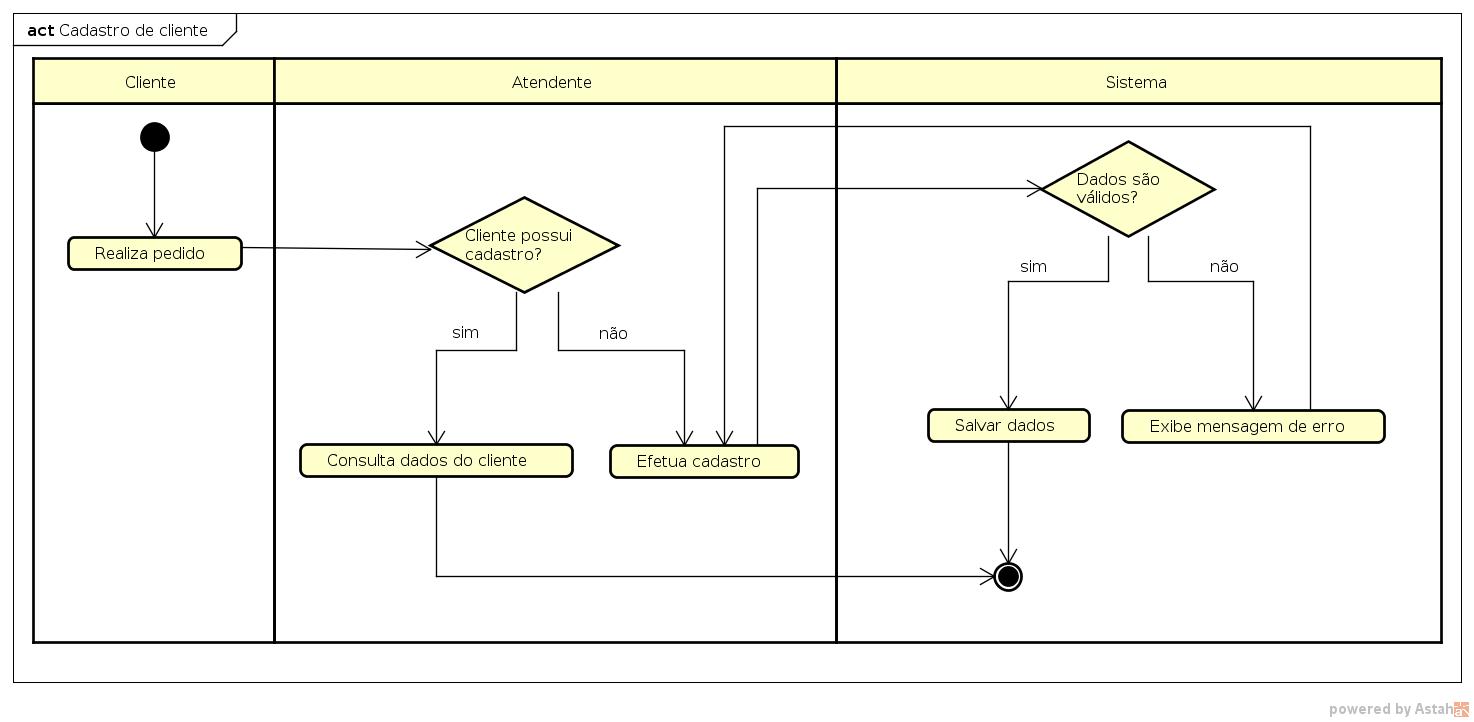 act Cadastro de cliente
Cliente
Atendente
Sistema
Dados são
válidos?
Cliente possui
cadastro?
Realiza pedido
sim
não
sim
não
Salvar dados
Exibe mensagem de erro
Consulta dados do cliente
Efetua cadastro
powered by Astah